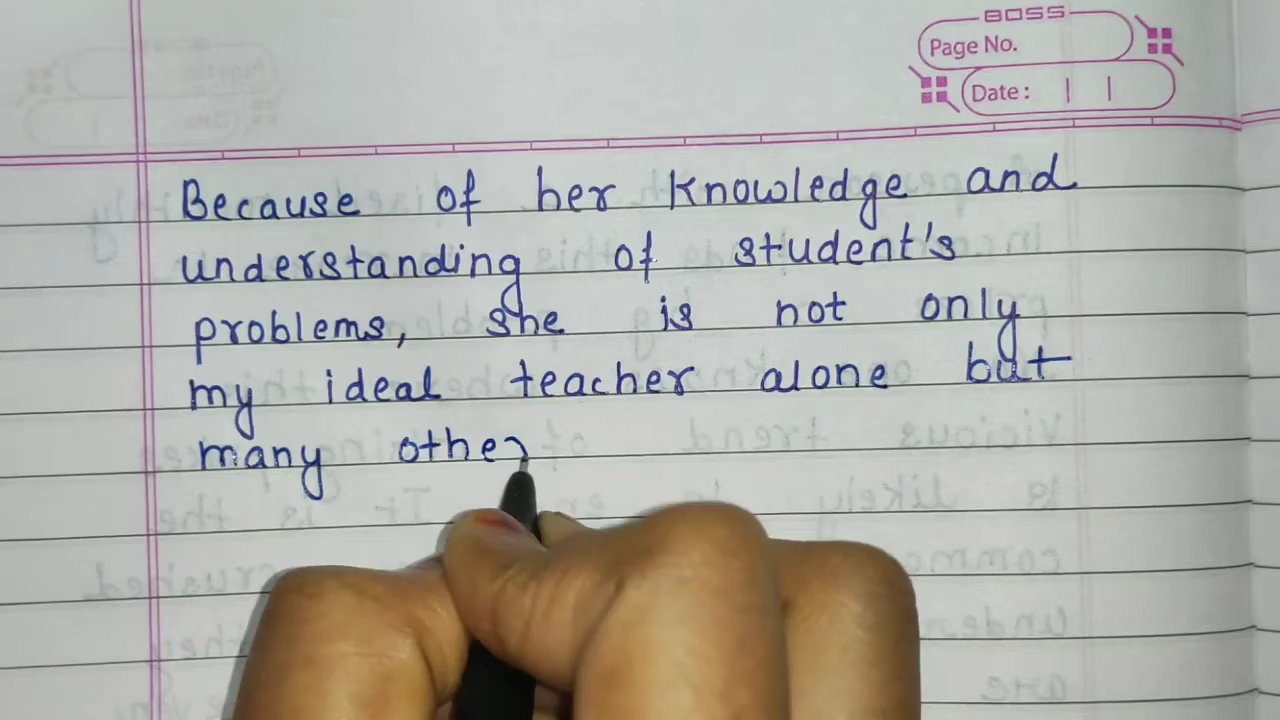 BOSS
Page No.
Date :
Because of her knowledge and
understanding of student's
problems, she is not only
my ideal teacher alone but
many other